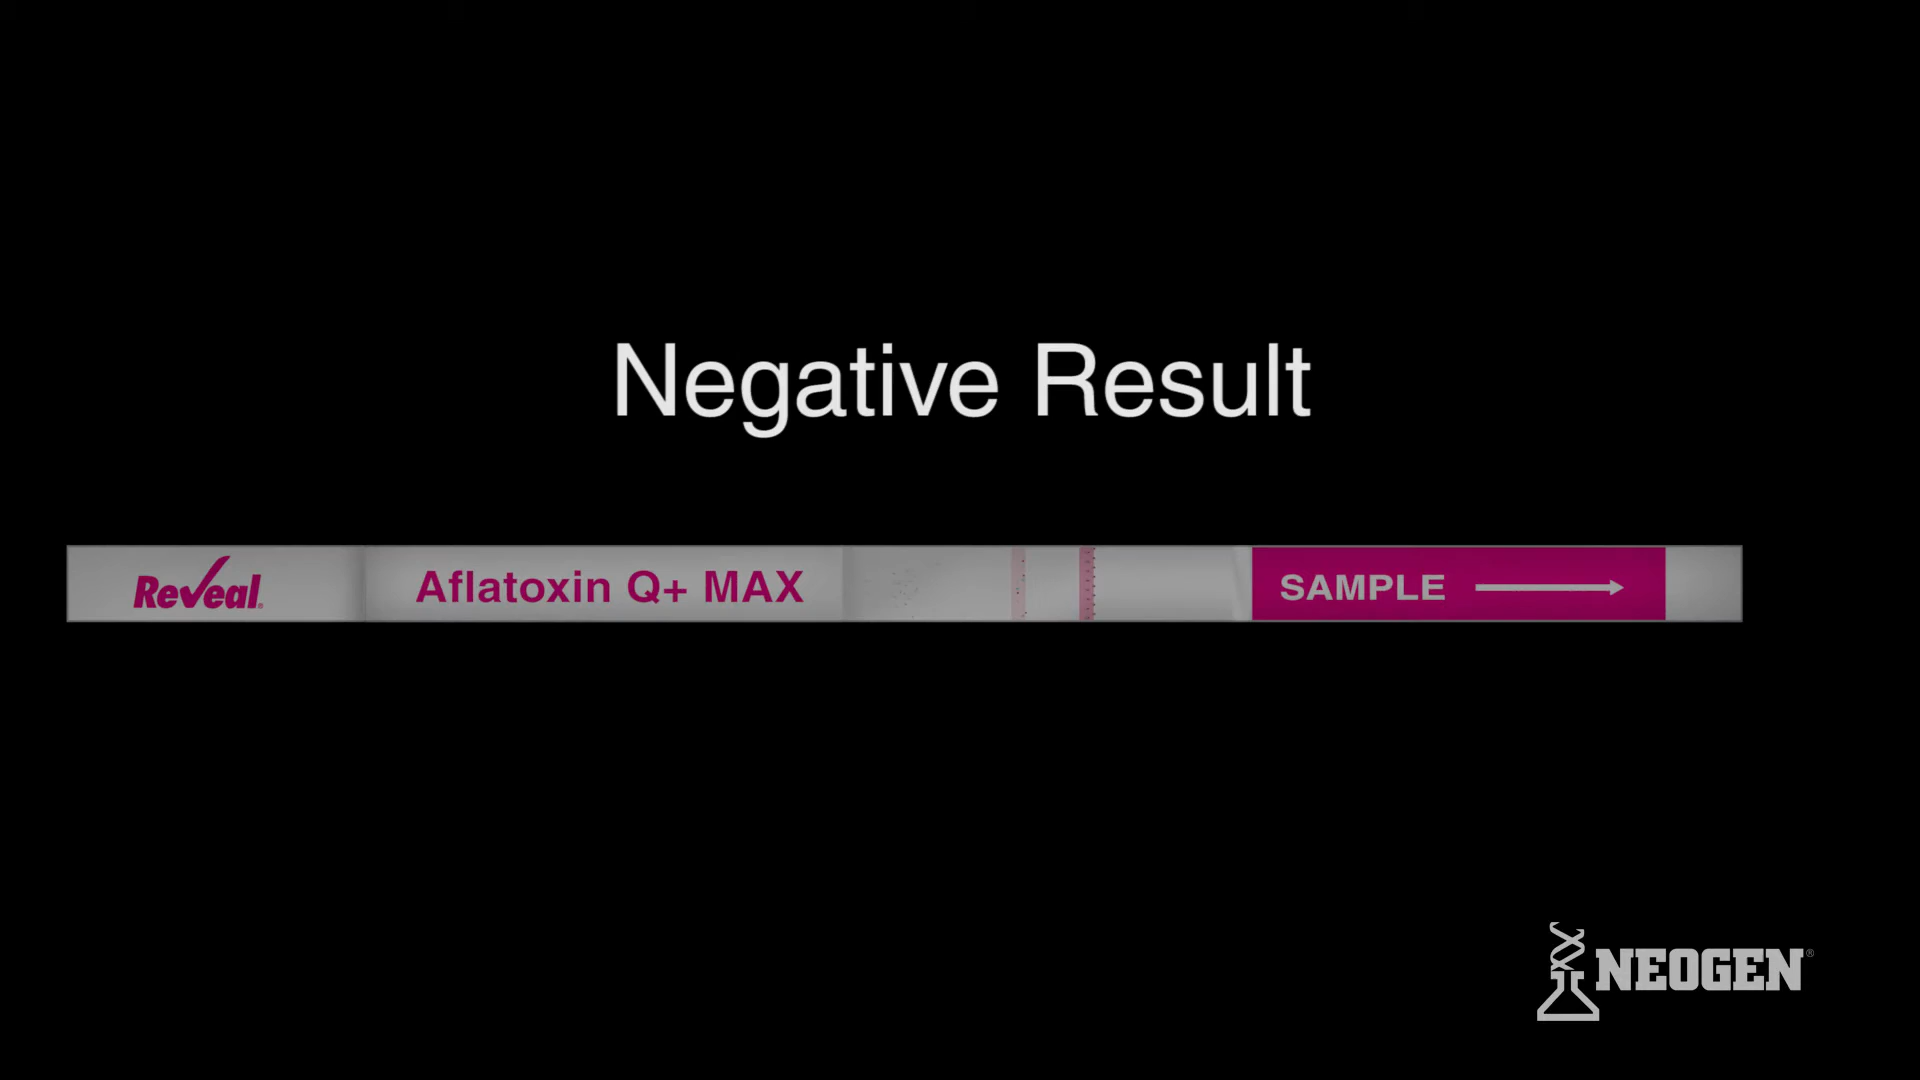 Negative Result
Reveal®
Aflatoxin Q+ MAX
SAMPLE
NEOGEN®